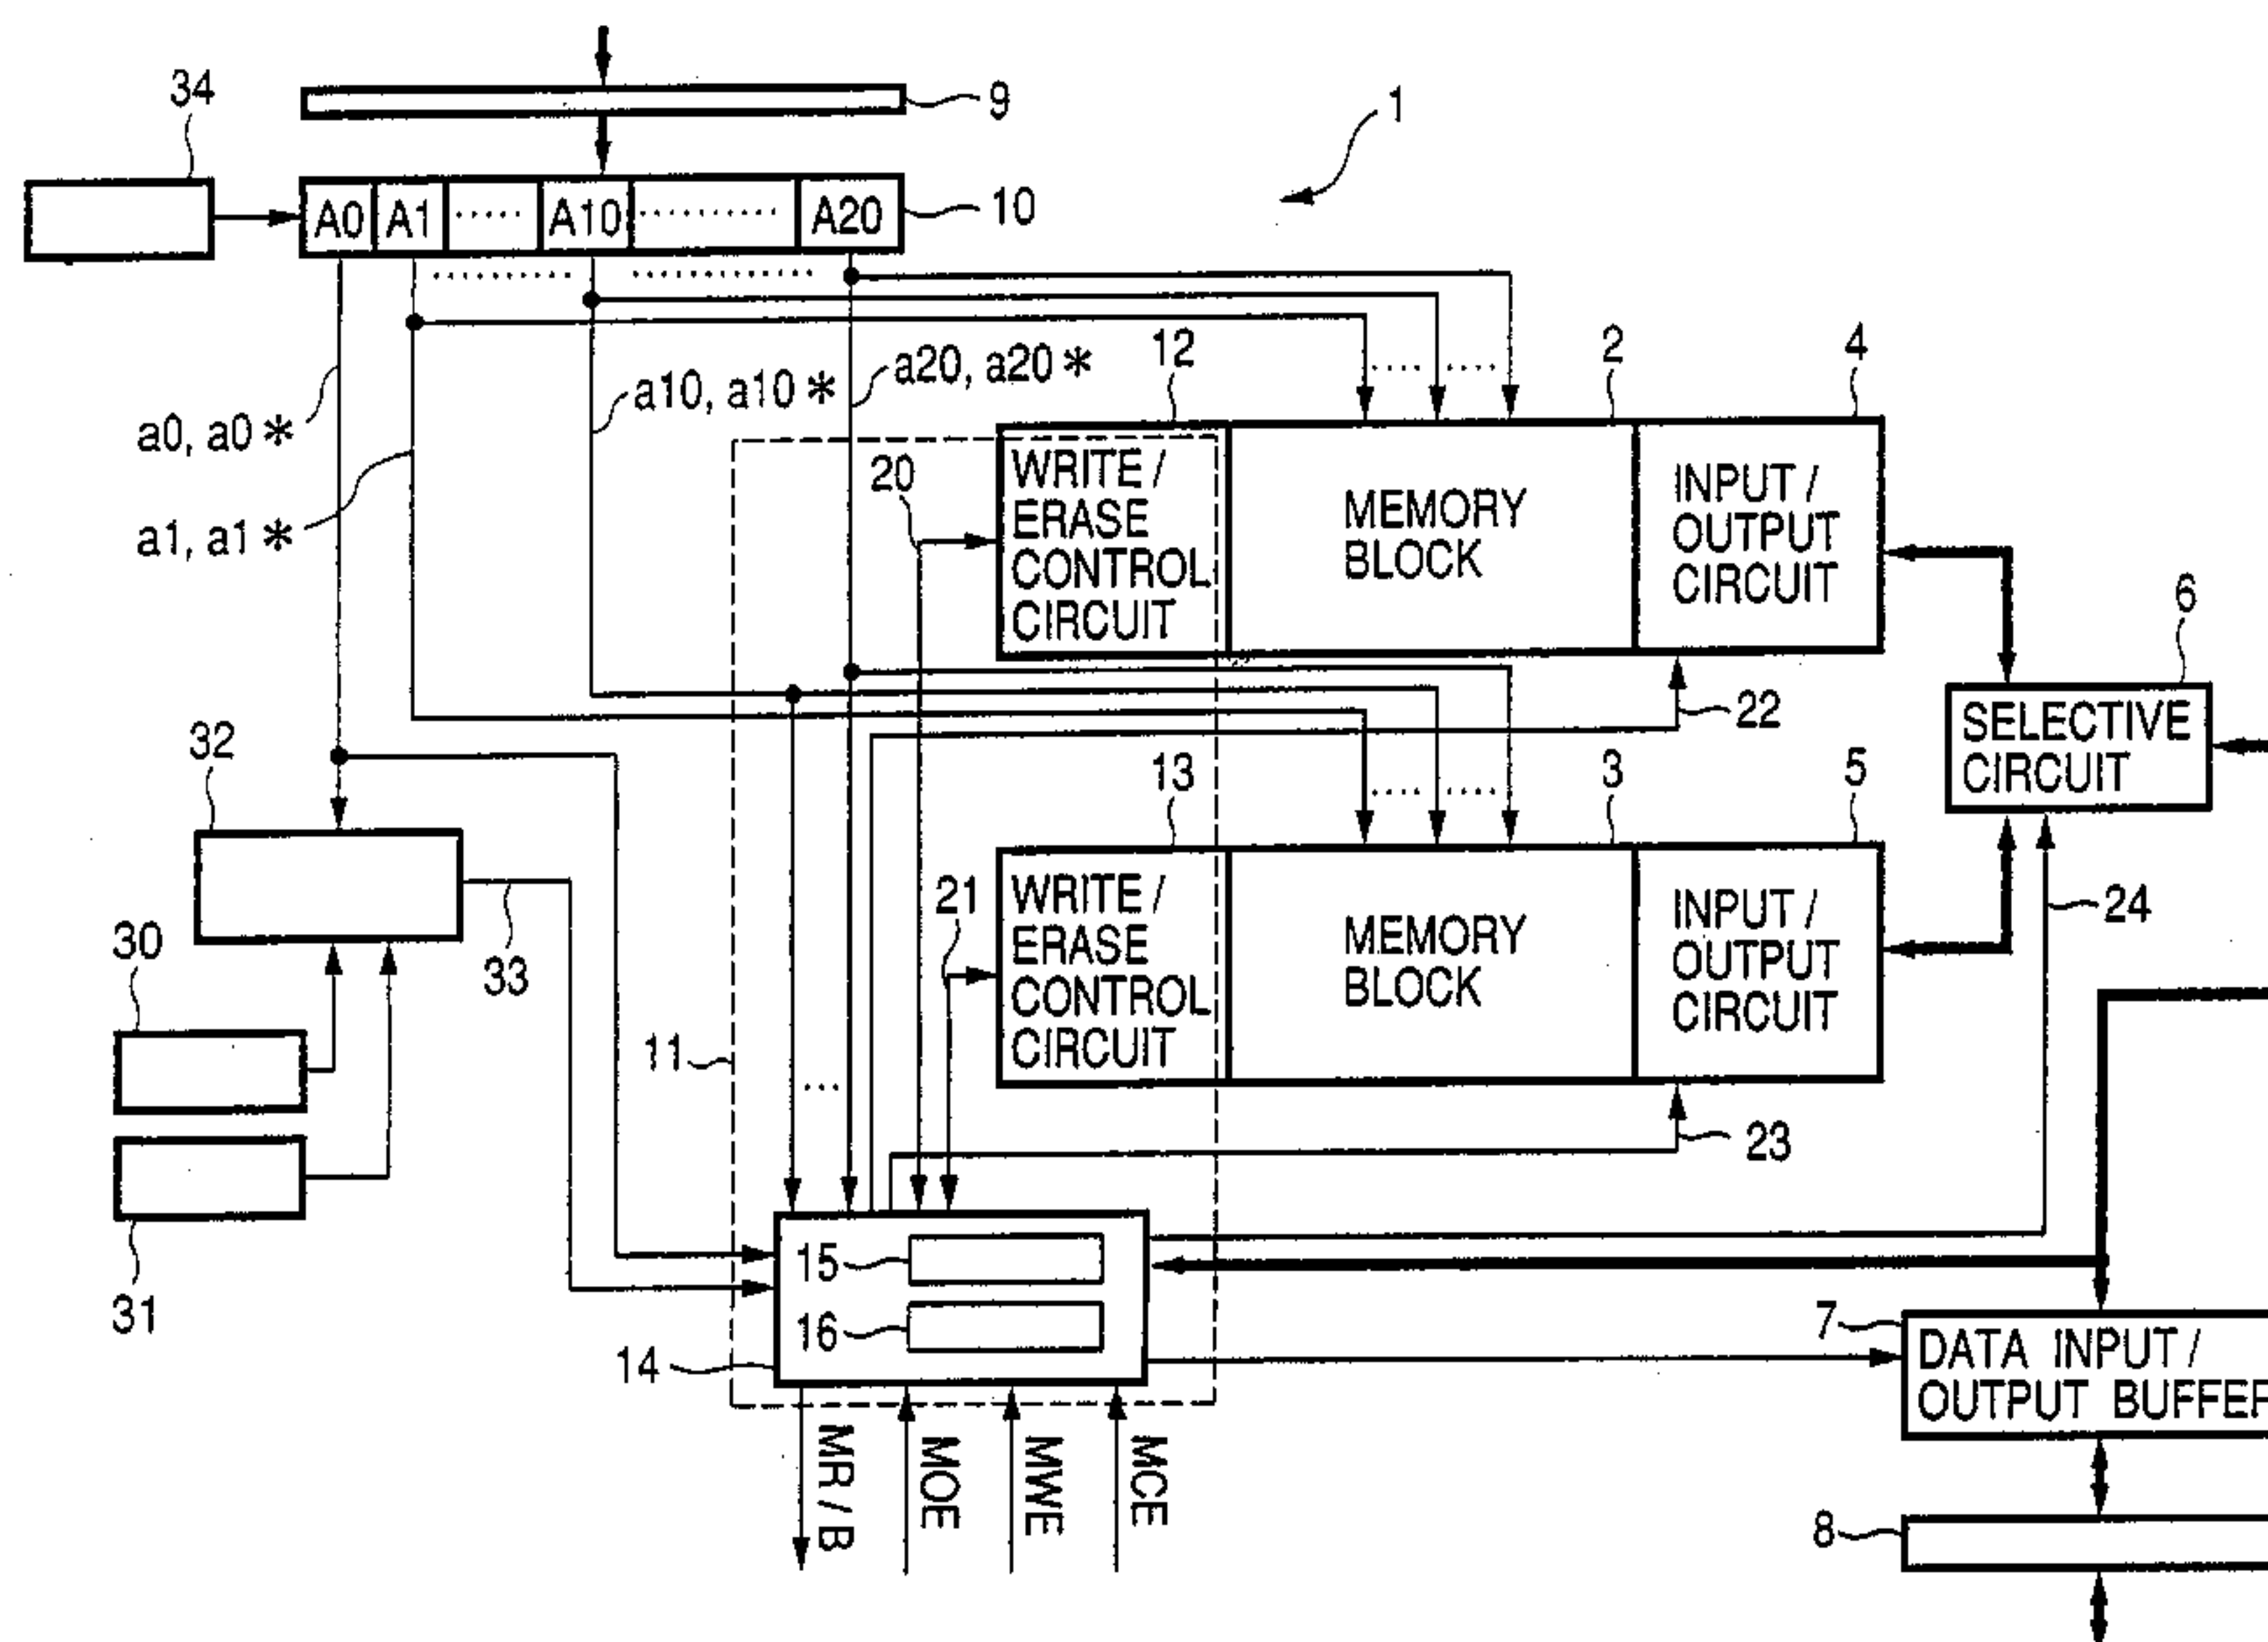 34
9
1
A0 A1 ..... A10 .......... A20
10
12
2
4
a20, a20 *
a10, a10 *
a0, a0 *
20
a1, a1 *
WRITE /
ERASE
CONTROL
CIRCUIT
MEMORY
BLOCK
INPUT /
OUTPUT
CIRCUIT
6
22
SELECTIVE
CIRCUIT
32
13
3
5
21
WRITE /
ERASE
CONTROL
CIRCUIT
MEMORY
BLOCK
INPUT /
OUTPUT
CIRCUIT
24
30
33
11
23
31
15
16
14
7
DATA INPUT /
OUTPUT BUFFER
MR / B
MOE
MWE
MCE
8